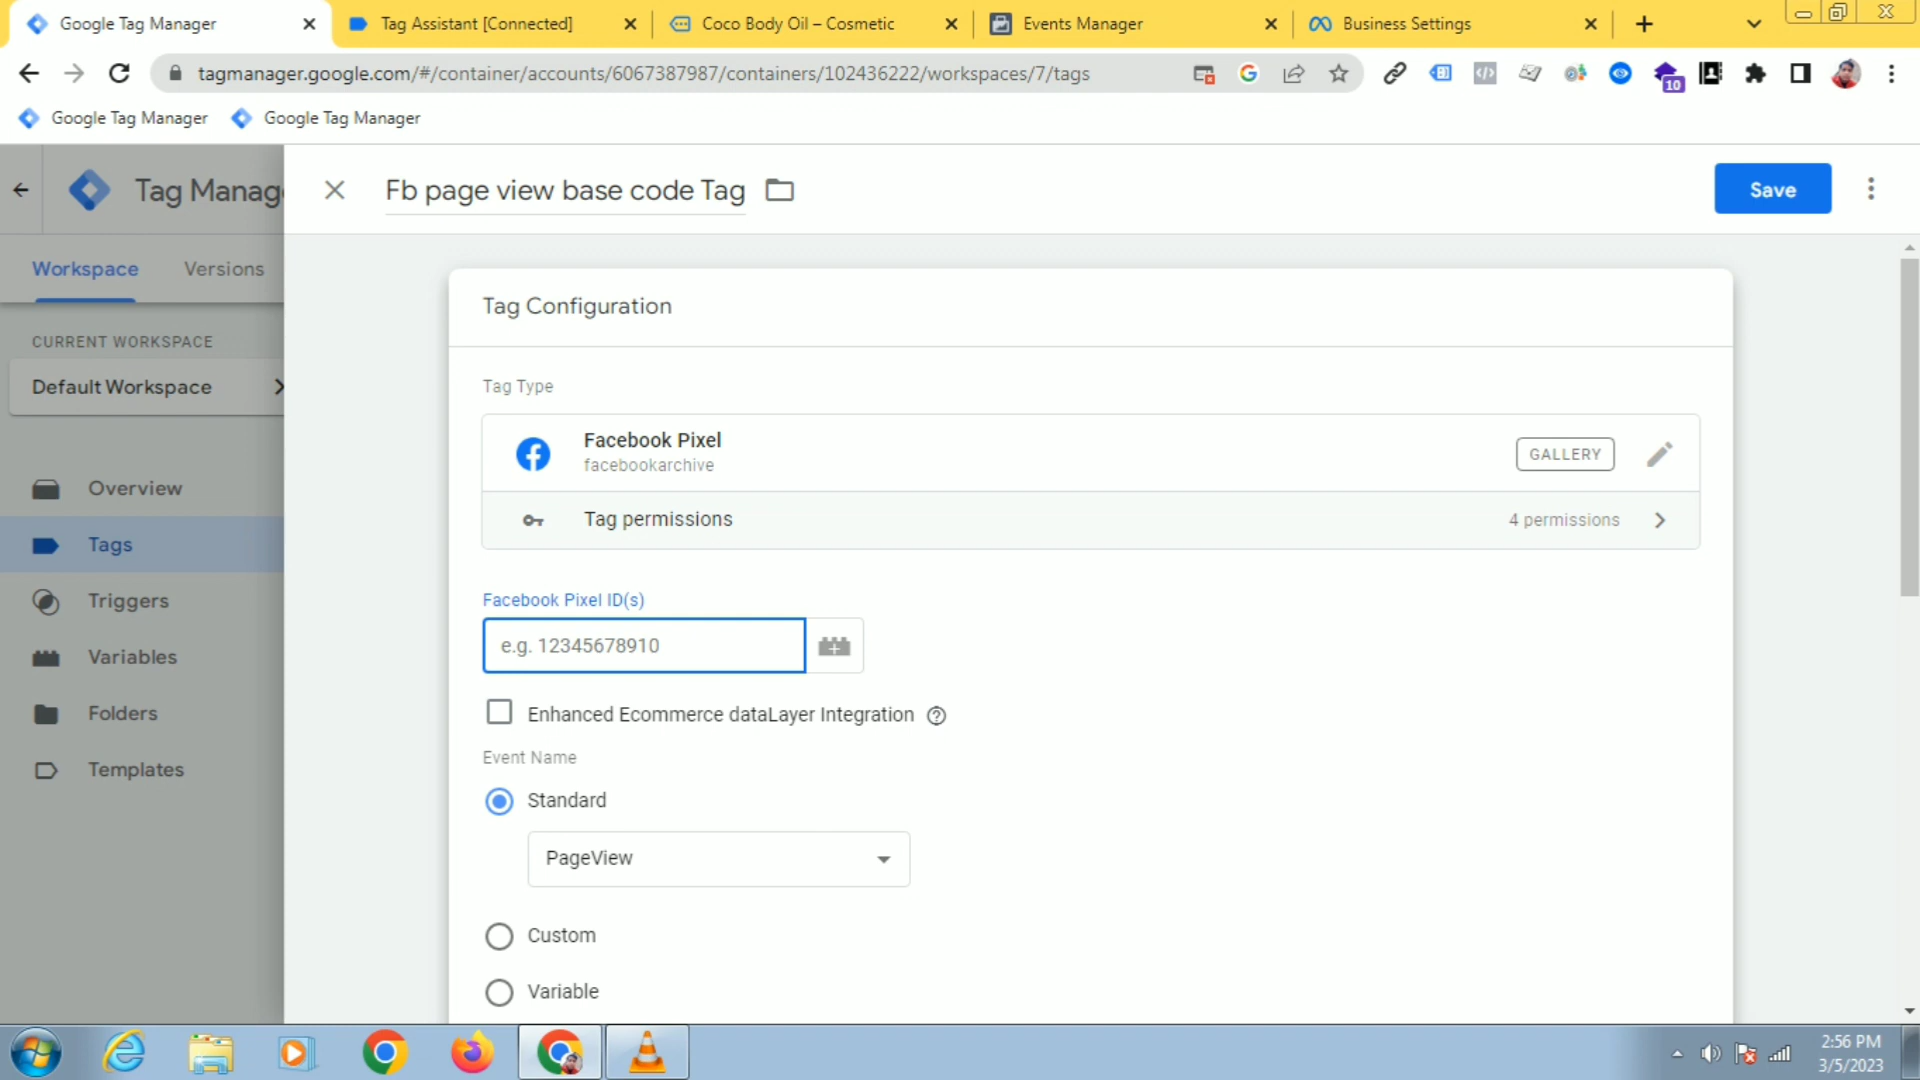 Google Tag Manager
Tag Assistant [Connected]
Coco Body Oil – Cosmetic
Events Manager
Business Settings
tagmanager.google.com/#/container/accounts/6067387987/containers/102436222/workspaces/7/tags
10
Google Tag Manager
Google Tag Manager
Tag Manag
Fb page view base code Tag
Save
Workspace
Versions
CURRENT WORKSPACE
Default Workspace
Overview
Tags
Triggers
Variables
Folders
Templates
Tag Configuration
Tag Type
Facebook Pixel
facebookarchive
GALLERY
Tag permissions
4 permissions
Facebook Pixel ID(s)
e.g. 12345678910
Enhanced Ecommerce dataLayer Integration
Event Name
Standard
PageView
Custom
Variable
2:56 PM
3/5/2023